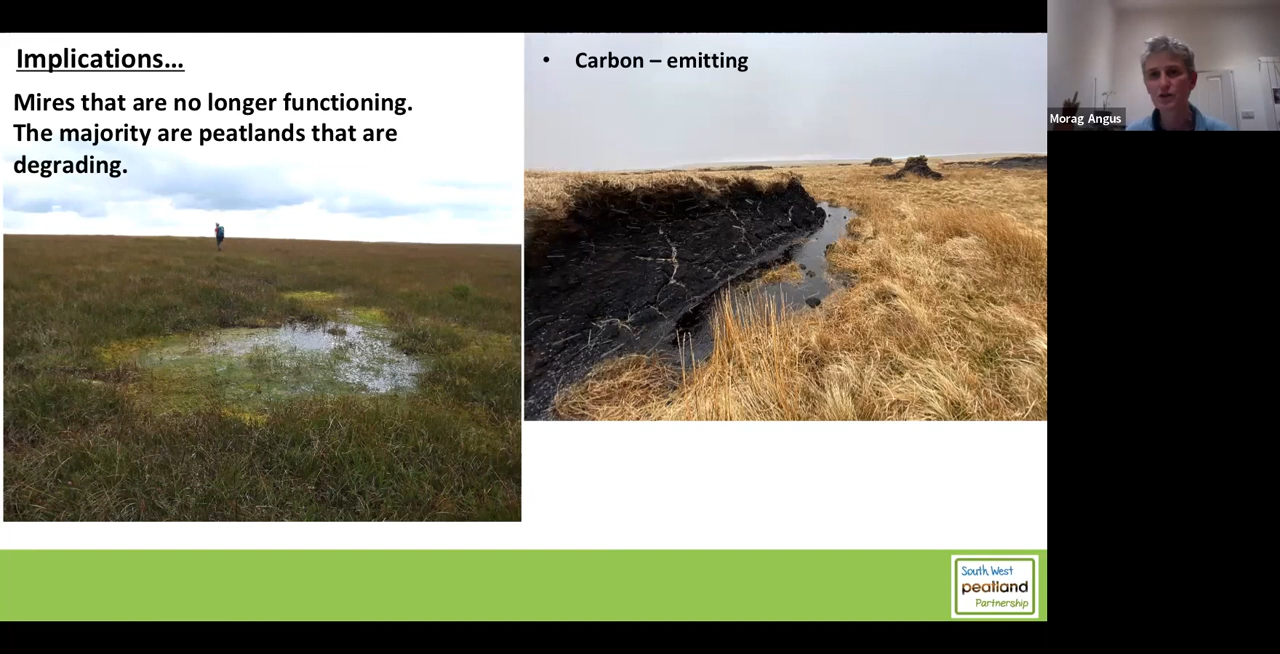 Implications…
Mires that are no longer functioning.
The majority are peatlands that are
degrading.
• Carbon – emitting
Morag Angus
South West
peatland
Partnership